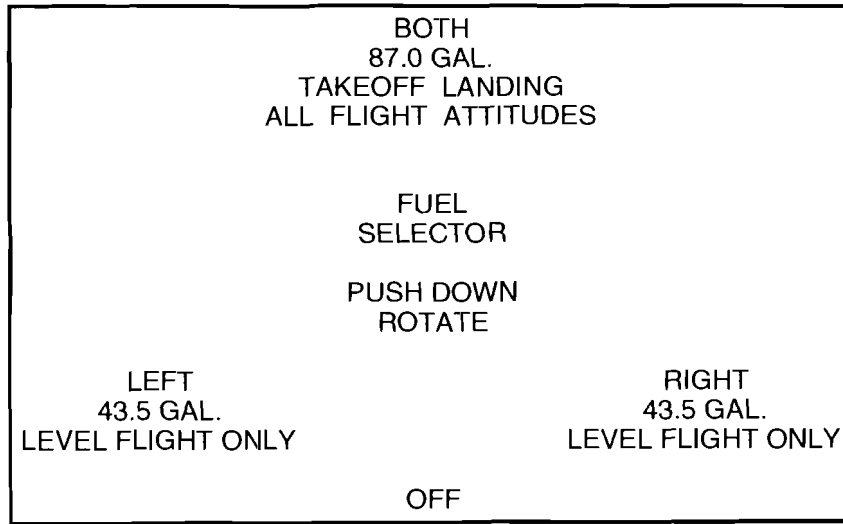 BOTH
87.0 GAL.
TAKEOFF LANDING
ALL FLIGHT ATTITUDES
FUEL
SELECTOR
PUSH DOWN
ROTATE
LEFT
43.5 GAL.
LEVEL FLIGHT ONLY
RIGHT
43.5 GAL.
LEVEL FLIGHT ONLY
OFF